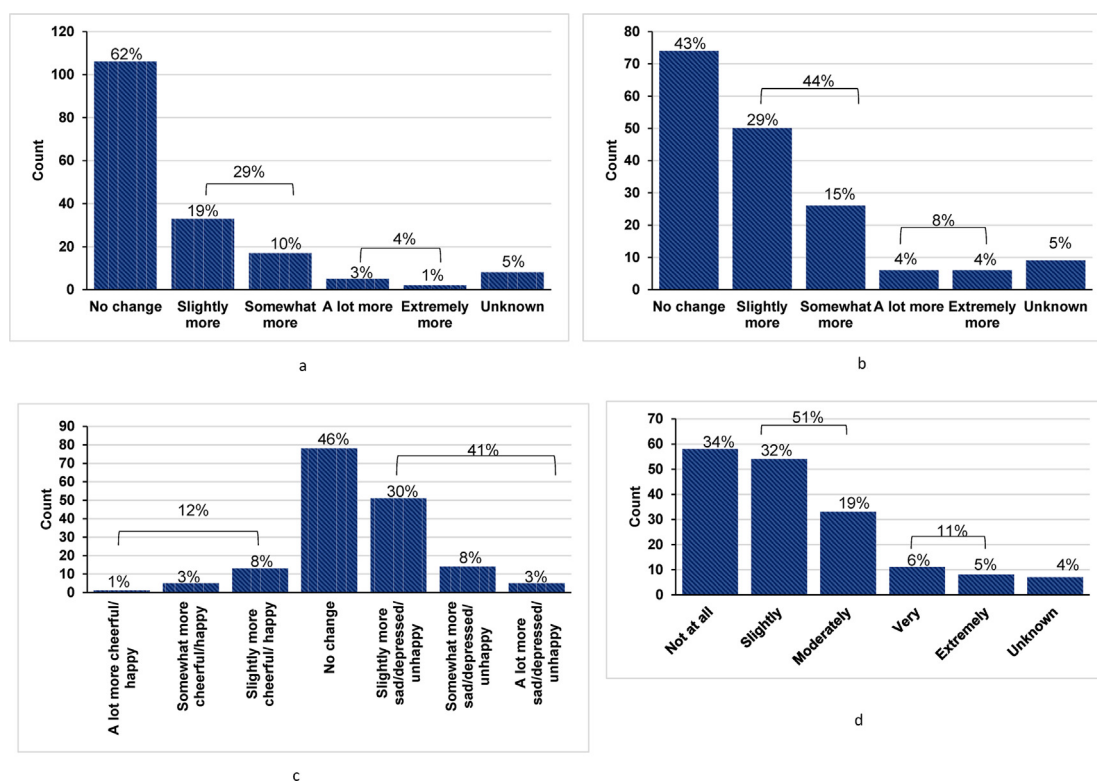 120
100
80
60
40
20
0
Count
62%
19%
29%
10%
3%
4%
1%
5%
No change
Slightly more
Somewhat more
A lot more
Extremely more
Unknown
a
80
70
60
50
40
30
20
10
0
Count
43%
29%
44%
15%
4%
8%
4%
5%
No change
Slightly more
Somewhat more
A lot more
Extremely more
Unknown
b
90
80
70
60
50
40
30
20
10
0
Count
1%
12%
3%
8%
46%
30%
41%
8%
3%
A lot more cheerful/
happy
Somewhat more
cheerful/happy
Slightly more
cheerful/ happy
No change
Slightly more
sad/depressed/
unhappy
Somewhat more
sad/depressed/
unhappy
A lot more
sad/depressed/
unhappy
c
70
60
50
40
30
20
10
0
Count
34%
32%
51%
19%
6%
11%
5%
4%
Not at all
Slightly
Moderately
Very
Extremely
Unknown
d